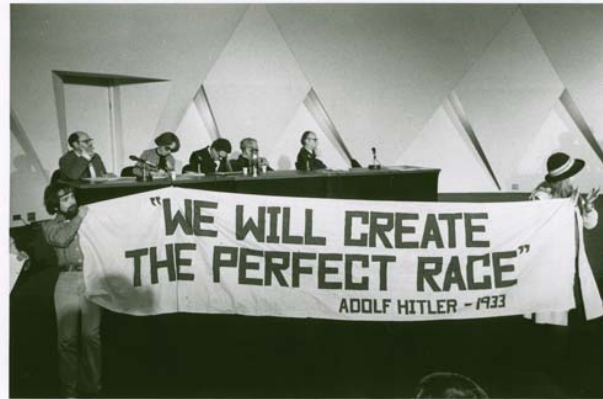 "WE WILL CREATE
THE PERFECT RACE"
ADOLF HITLER - 1933